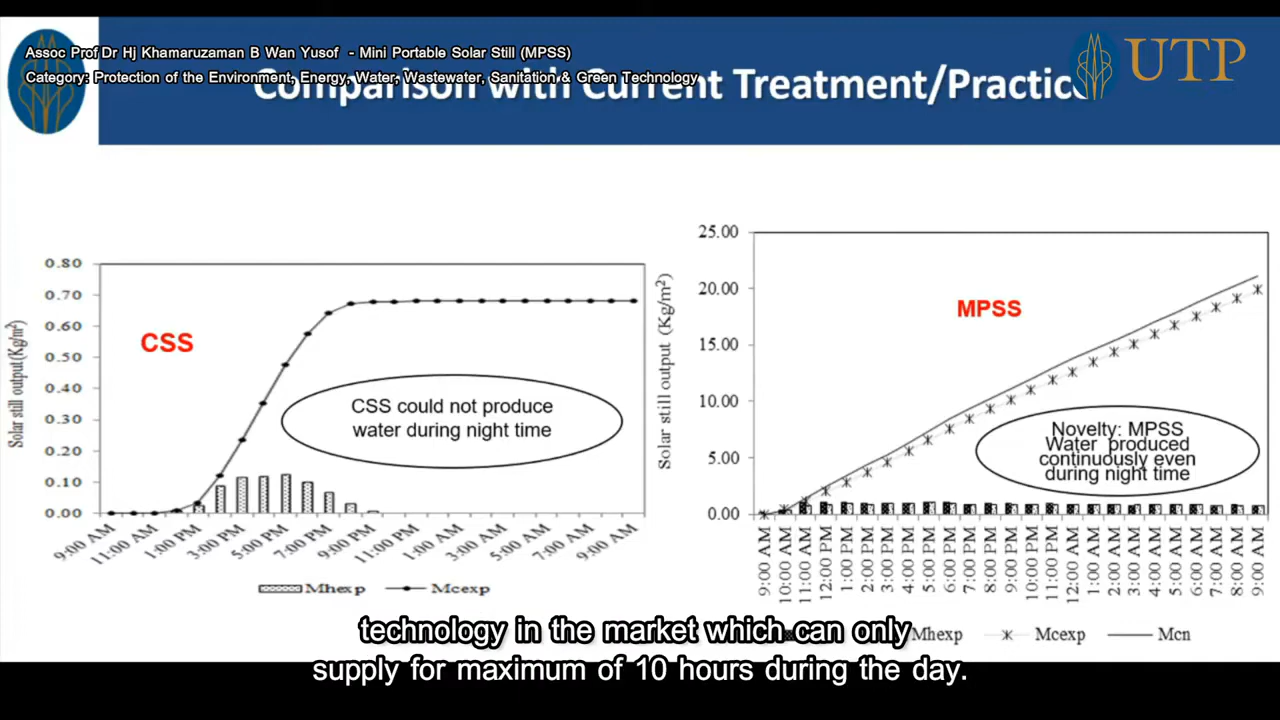 Assoc Prof Dr Hj Khamaruzaman B Wan Yusof - Mini Portable Solar Still (MPSS)
Category: Protection of the Environment, Energy, Water, Wastewater, Sanitation & Green Technology
UTP
Comparison with Current Treatment/Practice
Solar still output(Kg/m²)
0.80
0.70
0.60
0.50
0.40
0.30
0.20
0.10
0.00
CSS
CSS could not produce
water during night time
9:00 AM
11:00 AM
1:00 PM
3:00 PM
5:00 PM
7:00 PM
9:00 PM
11:00 PM
1:00 AM
3:00 AM
5:00 AM
7:00 AM
9:00 AM
Mhexp
Mcexp
Solar still output (Kg/m²)
25.00
20.00
15.00
10.00
5.00
0.00
MPSS
Novelty: MPSS
Water produced
continuously even
during night time
9:00 AM
10:00 AM
11:00 AM
12:00 PM
1:00 PM
2:00 PM
3:00 PM
4:00 PM
5:00 PM
6:00 PM
7:00 PM
8:00 PM
9:00 PM
10:00 PM
11:00 PM
12:00 AM
1:00 AM
2:00 AM
3:00 AM
4:00 AM
5:00 AM
6:00 AM
7:00 AM
8:00 AM
9:00 AM
Mhexp
Mcexp
Mcn
technology in the market which can only
supply for maximum of 10 hours during the day.